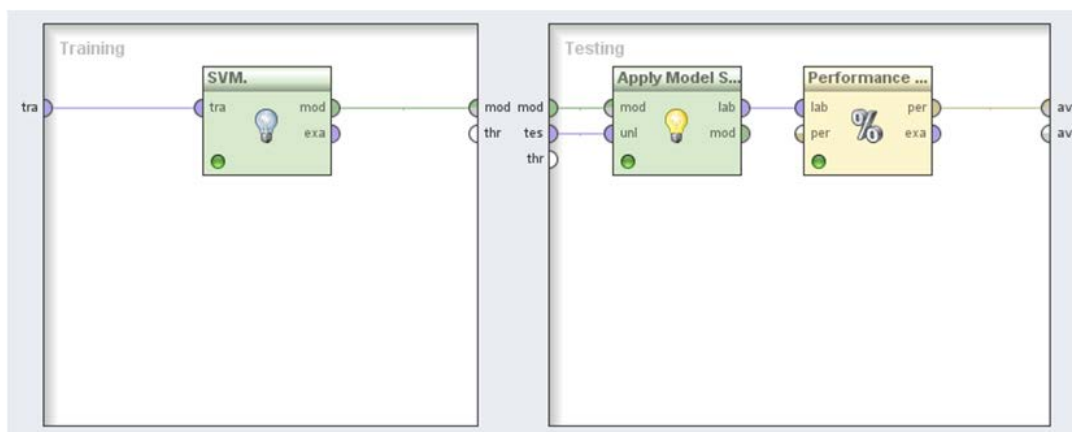 Training
Testing
SVM.
Apply Model S...
Performance ...
tra
tra
mod
mod
mod
mod
lab
lab
per
av
exa
thr
tes
unl
mod
per
exa
av
thr